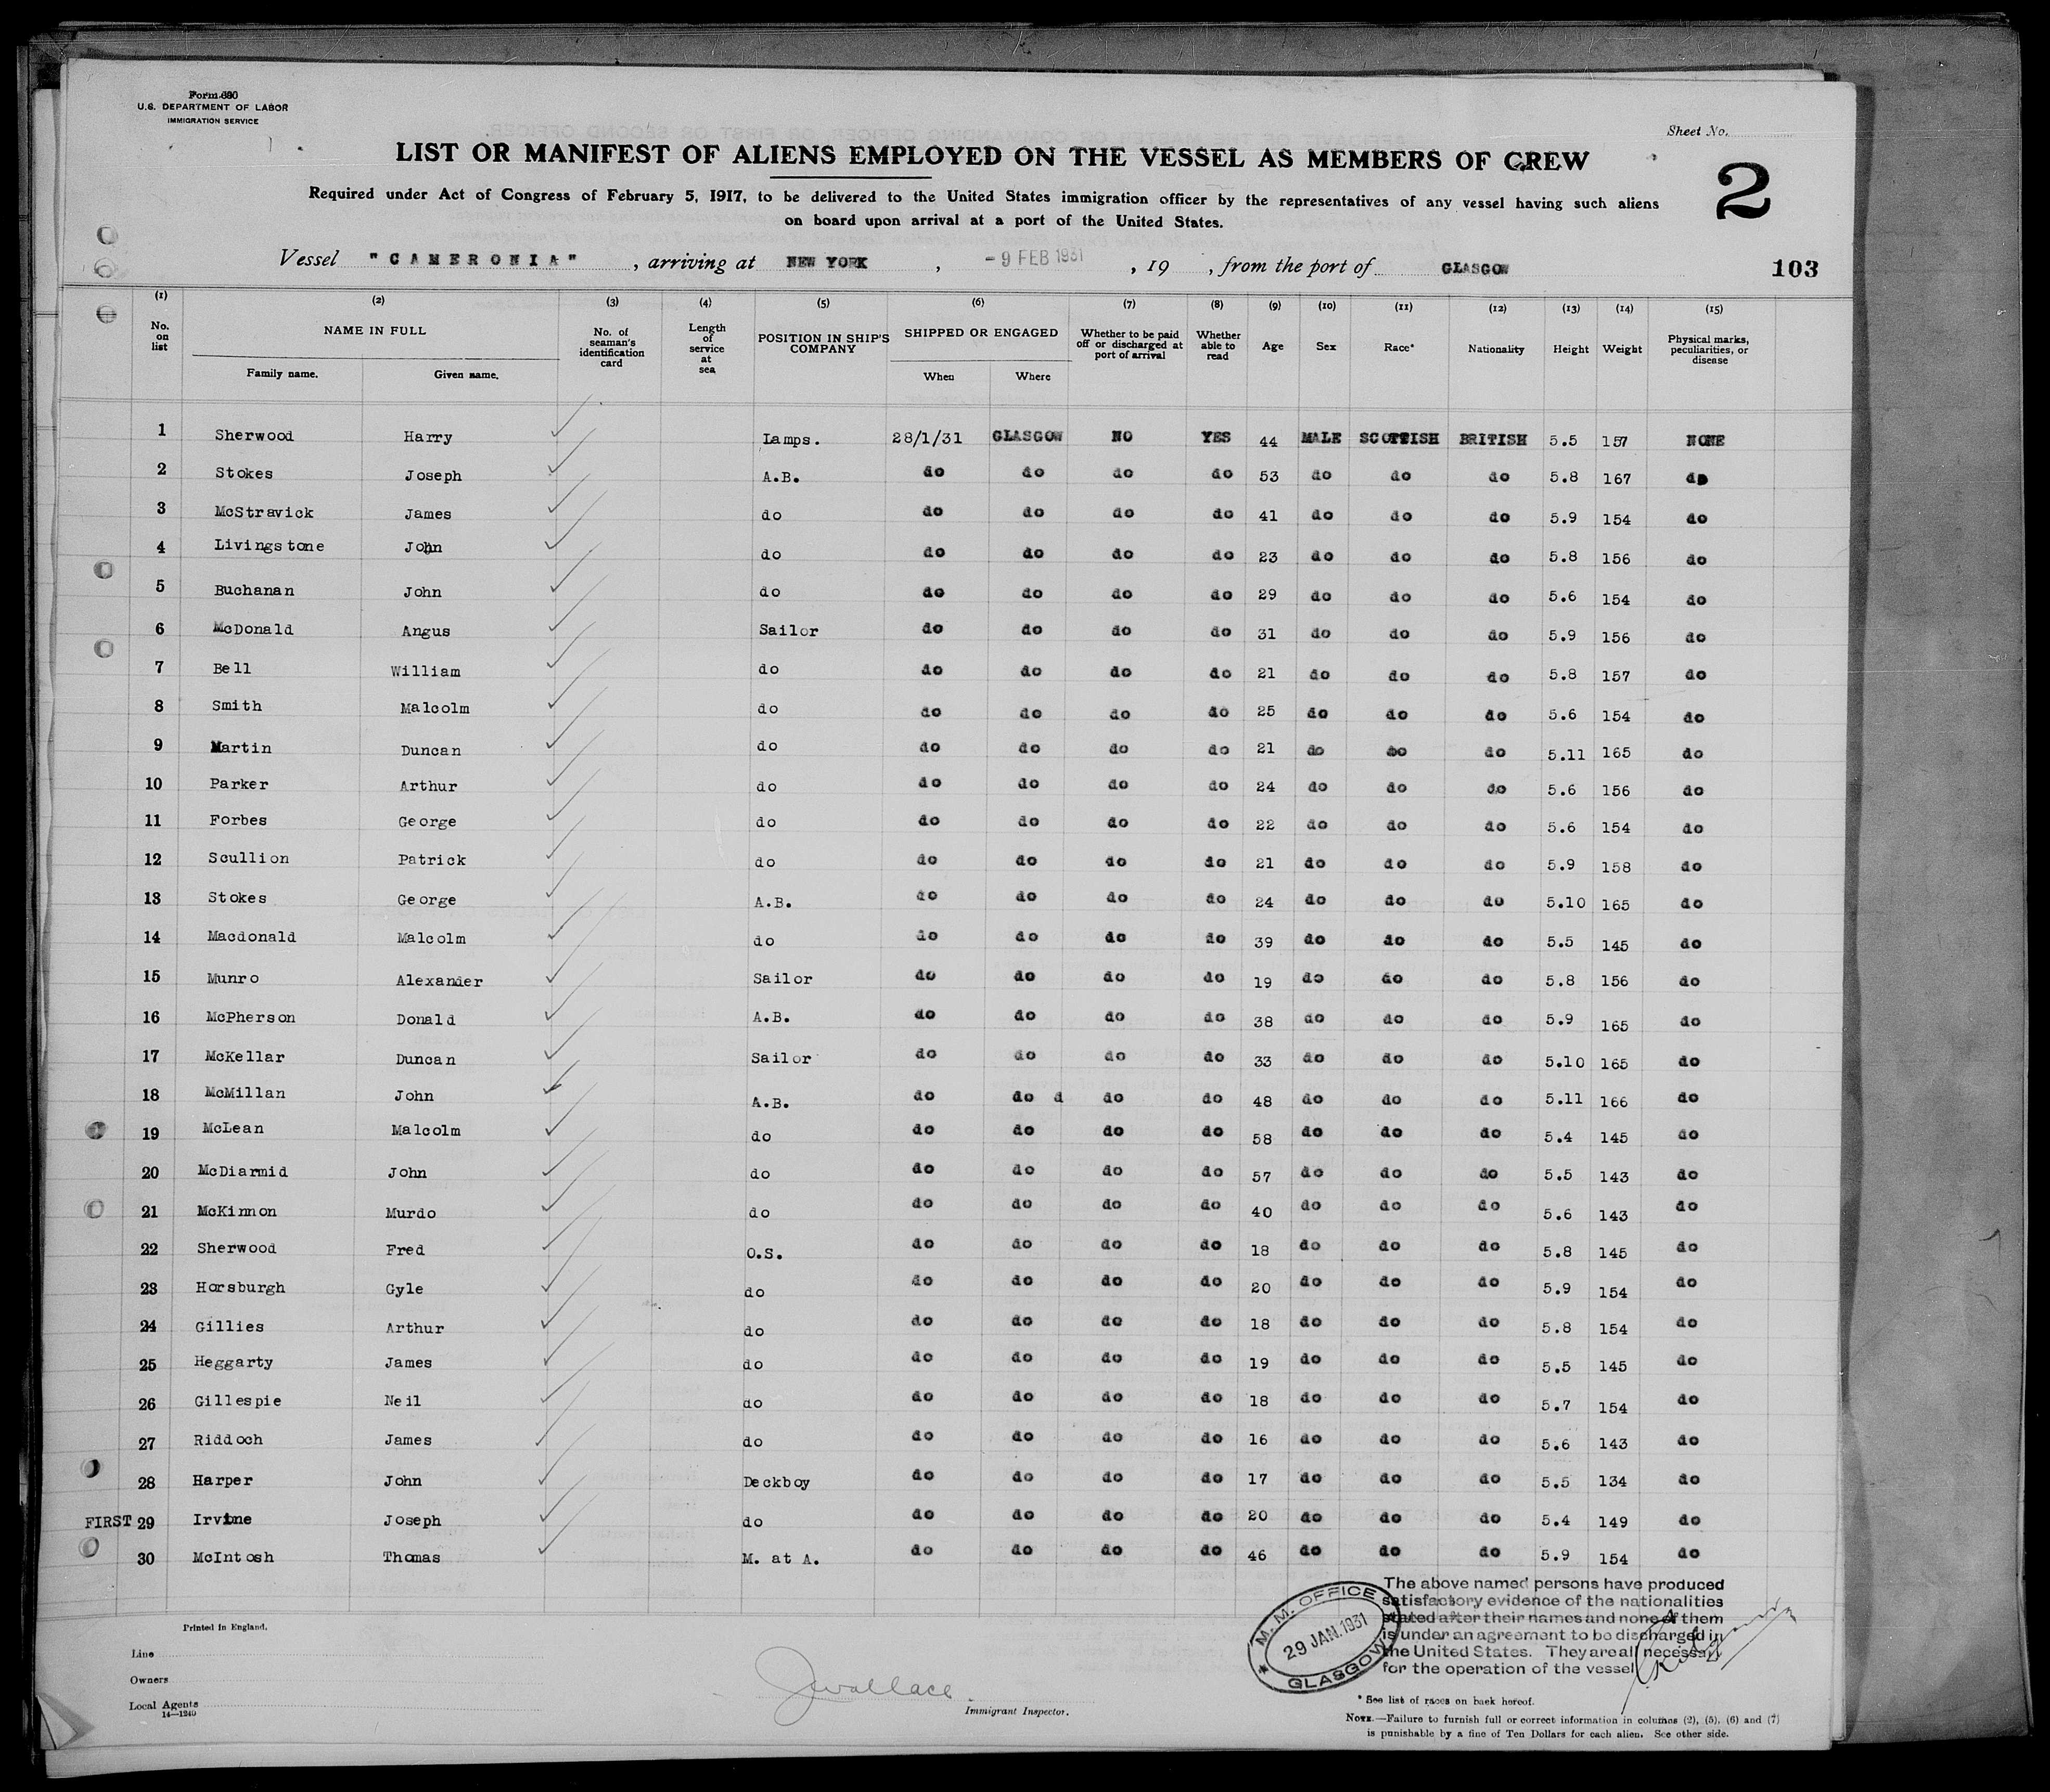 Form 680
U.S. DEPARTMENT OF LABOR
IMMIGRATION SERVICE
Sheet No.
2
LIST OR MANIFEST OF ALIENS EMPLOYED ON THE VESSEL AS MEMBERS OF CREW
Required under Act of Congress of February 5, 1917, to be delivered to the United States immigration officer by the representatives of any vessel having such aliens
on board upon arrival at a port of the United States.
Vessel "CAMERONIA", arriving at NEW YORK, -9 FEB 1931, 19 , from the port of GLASGOW 103
(1) (2) (3) (4) (5) (6) (7) (8) (9) (10) (11) (12) (13) (14) (15)
No. on list NAME IN FULL Family name. Given name. No. of seaman's identification card Length of service at sea POSITION IN SHIP'S COMPANY SHIPPED OR ENGAGED When Where Whether to be paid off or discharged at port of arrival Whether able to read Age Sex Race* Nationality Height Weight Physical marks, peculiarities, or disease
1 Sherwood Harry Lamps. 28/1/31 GLASGOW NO YES 44 MALE SCOTTISH BRITISH 5.5 157 NONE
2 Stokes Joseph A.B. do do do do 53 do do do 5.8 167 do
3 McStravick James do do do do do 41 do do do 5.9 154 do
4 Livingstone John do do do do do 23 do do do 5.8 156 do
5 Buchanan John do do do do do 29 do do do 5.6 154 do
6 McDonald Angus Sailor do do do do 31 do do do 5.9 156 do
7 Bell William do do do do do 21 do do do 5.8 157 do
8 Smith Malcolm do do do do do 25 do do do 5.6 154 do
9 Martin Duncan do do do do do 21 do do do 5.11 165 do
10 Parker Arthur do do do do do 24 do do do 5.6 156 do
11 Forbes George do do do do do 22 do do do 5.6 154 do
12 Scullion Patrick do do do do do 21 do do do 5.9 158 do
13 Stokes George A.B. do do do do 24 do do do 5.10 165 do
14 Macdonald Malcolm do do do do do 39 do do do 5.5 145 do
15 Munro Alexander Sailor do do do do 19 do do do 5.8 156 do
16 McPherson Donald A.B. do do do do 38 do do do 5.9 165 do
17 McKellar Duncan Sailor do do do do 33 do do do 5.10 165 do
18 McMillan John A.B. do do d do do 48 do do do 5.11 166 do
19 McLean Malcolm do do do do do 58 do do do 5.4 145 do
20 McDiarmid John do do do do do 57 do do do 5.5 143 do
21 McKinnon Murdo do do do do do 40 do do do 5.6 143 do
22 Sherwood Fred O.S. do do do do 18 do do do 5.8 145 do
23 Horsburgh Gyle do do do do do 20 do do do 5.9 154 do
24 Gillies Arthur do do do do do 18 do do do 5.8 154 do
25 Heggarty James do do do do do 19 do do do 5.5 145 do
26 Gillespie Neil do do do do do 18 do do do 5.7 154 do
27 Riddoch James do do do do do 16 do do do 5.6 143 do
28 Harper John Deckboy do do do do 17 do do do 5.5 134 do
FIRST 29 Irvine Joseph do do do do do 20 do do do 5.4 149 do
30 McIntosh Thomas M. at A. do do do do 46 do do do 5.9 154 do
The above named persons have produced
satisfactory evidence of the nationalities
stated after their names and none of them
is under an agreement to be discharged in
the United States. They are all necessary
for the operation of the vessel
M.M. OFFICE
29 JAN. 1931
* GLASGOW
Printed in England.
Line
Owners
Local Agents
14—1240
JWallace
Immigrant Inspector.
* See list of races on back hereof.
NOTE.—Failure to furnish full or correct information in columns (2), (5), (6) and (7)
is punishable by a fine of Ten Dollars for each alien. See other side.